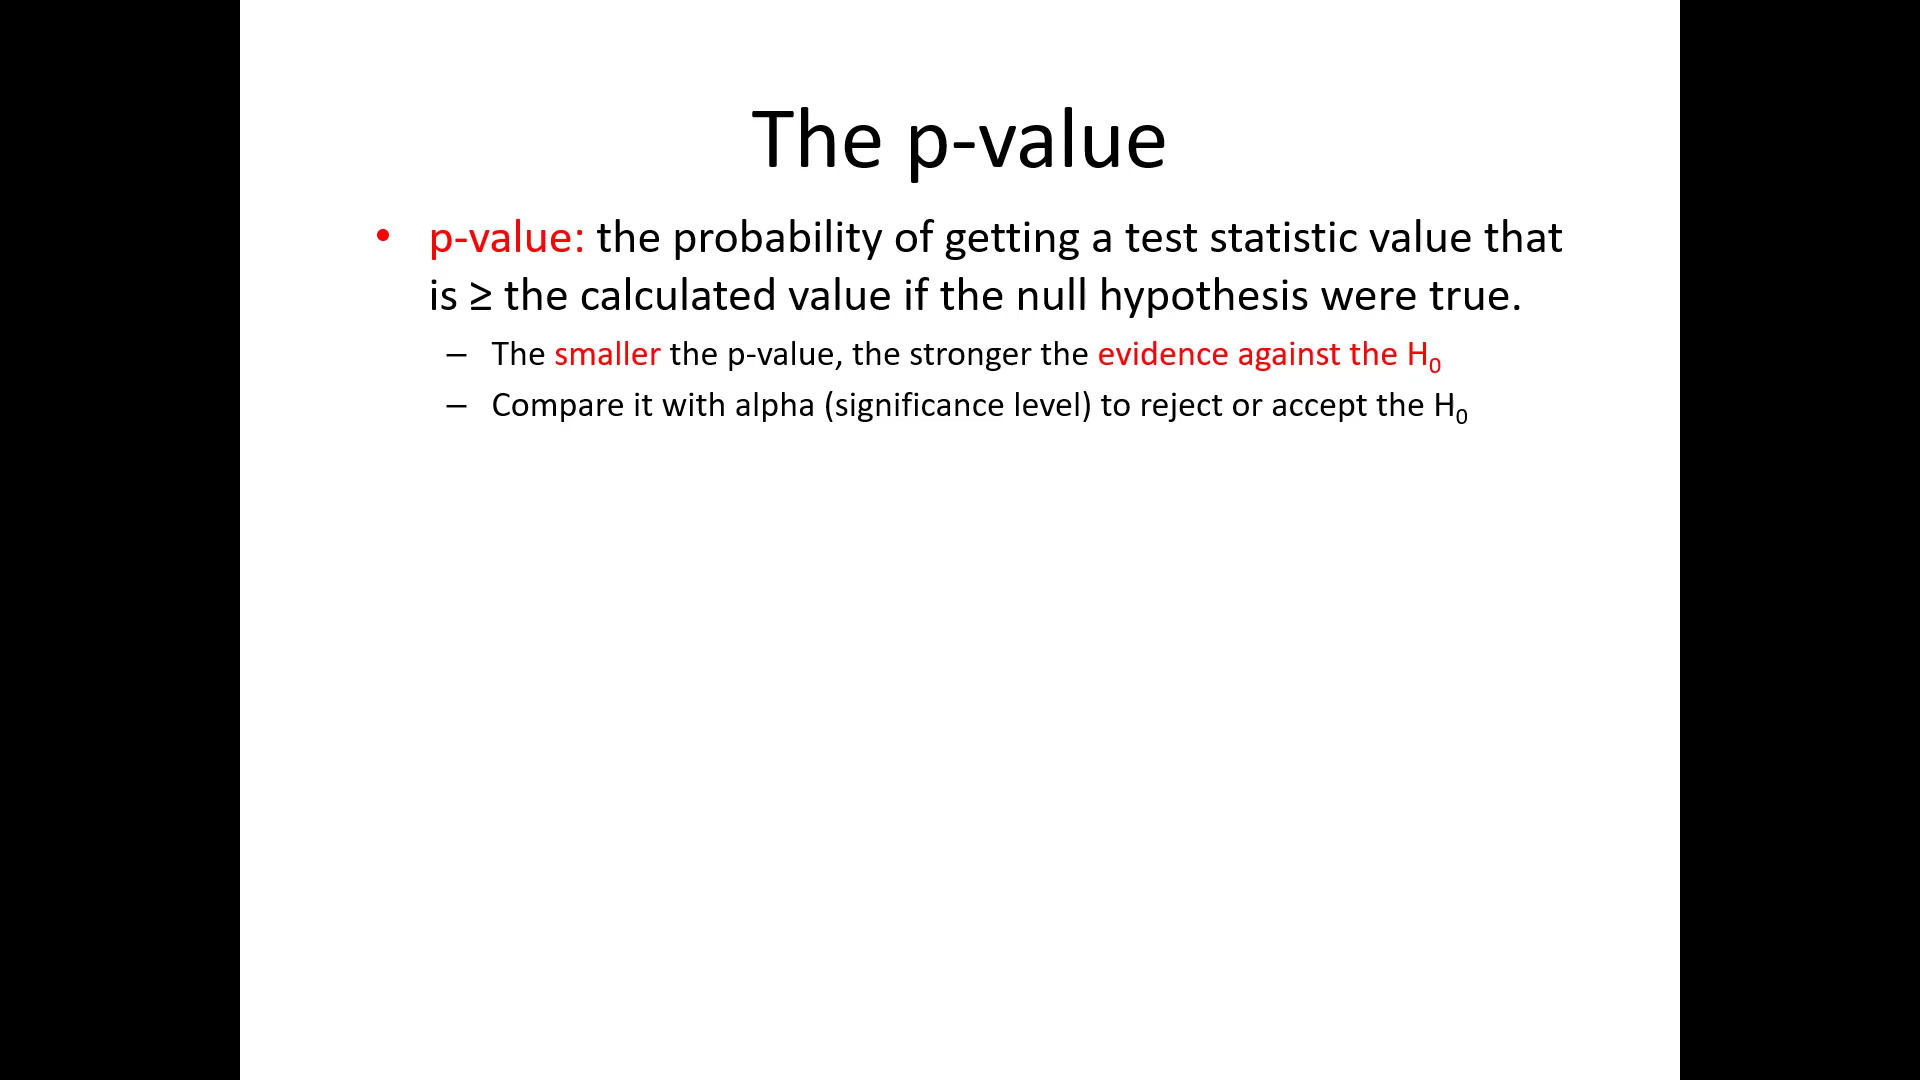 The p-value
• p-value: the probability of getting a test statistic value that
is ≥ the calculated value if the null hypothesis were true.
– The smaller the p-value, the stronger the evidence against the H₀
– Compare it with alpha (significance level) to reject or accept the H₀